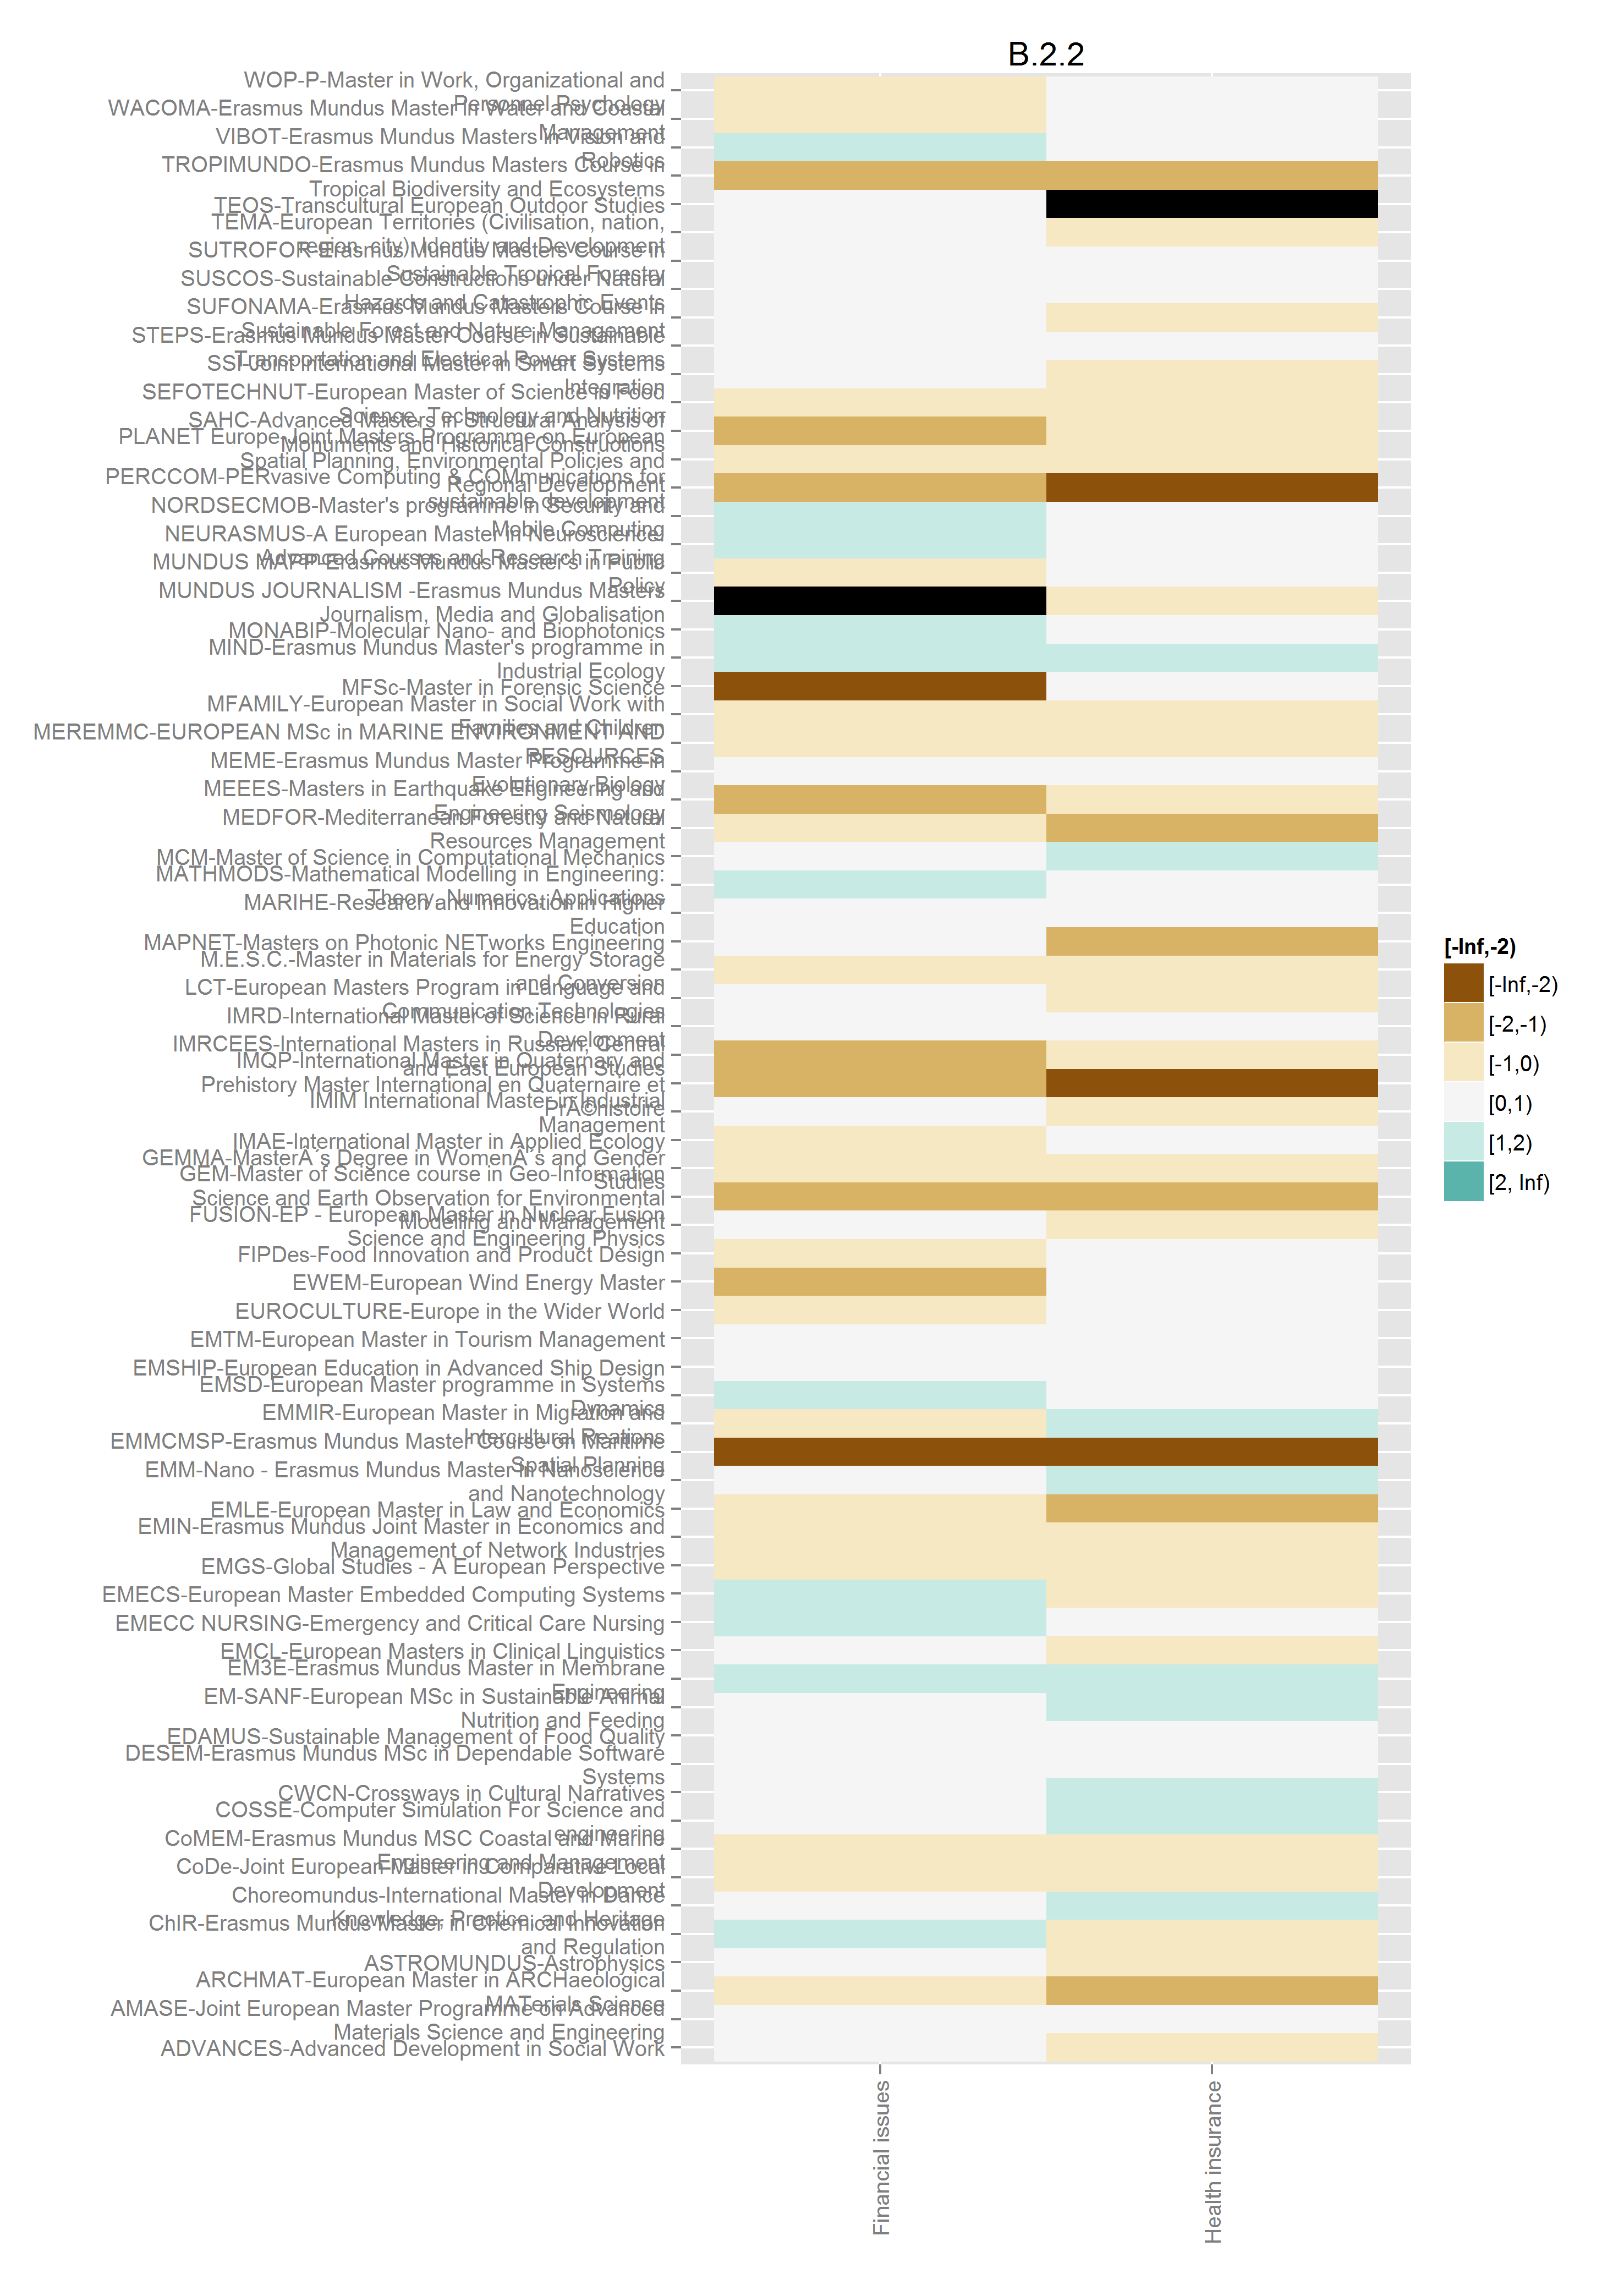 B.2.2
WOP-P-Master in Work, Organizational and
Personnel Psychology
WACOMA-Erasmus Mundus Master in Water and Coastal
Management
VIBOT-Erasmus Mundus Masters in Vision and
Robotics
TROPIMUNDO-Erasmus Mundus Masters Course in
Tropical Biodiversity and Ecosystems
TEOS-Transcultural European Outdoor Studies
TEMA-European Territories (Civilisation, nation,
region, city), Identity and Development
SUTROFOR-Erasmus Mundus Masters Course in
Sustainable Tropical Forestry
SUSCOS-Sustainable Constructions under Natural
Hazards and Catastrophic Events
SUFONAMA-Erasmus Mundus Masters Course in
Sustainable Forest and Nature Management
STEPS-Erasmus Mundus Master Course in Sustainable
Transportation and Electrical Power Systems
SSI-Joint International Master in Smart Systems
Integration
SEFOTECHNUT-European Master of Science in Food
Science, Technology and Nutrition
SAHC-Advanced Masters in Structural Analysis of
Monuments and Historical Constructions
PLANET Europe-Joint Masters Programme on European
Spatial Planning, Environmental Policies and
Regional Development
PERCCOM-PERvasive Computing & COMmunications for
sustainable development
NORDSECMOB-Master's programme in Security and
Mobile Computing
NEURASMUS-A European Master in Neuroscience:
Advanced Courses and Research Training
MUNDUS MAPP-Erasmus Mundus Master's in Public
Policy
MUNDUS JOURNALISM -Erasmus Mundus Masters
Journalism, Media and Globalisation
MONABIP-Molecular Nano- and Biophotonics
MIND-Erasmus Mundus Master's programme in
Industrial Ecology
MFSc-Master in Forensic Science
MFAMILY-European Master in Social Work with
Families and Children
MEREMMC-EUROPEAN MSc in MARINE ENVIRONMENT AND
RESOURCES
MEME-Erasmus Mundus Master Programme in
Evolutionary Biology
MEEES-Masters in Earthquake Engineering and
Engineering Seismology
MEDFOR-Mediterranean Forestry and Natural
Resources Management
MCM-Master of Science in Computational Mechanics
MATHMODS-Mathematical Modelling in Engineering:
Theory, Numerics, Applications
MARIHE-Research and Innovation in Higher
Education
MAPNET-Masters on Photonic NETworks Engineering
M.E.S.C.-Master in Materials for Energy Storage
and Conversion
LCT-European Masters Program in Language and
Communication Technologies
IMRD-International Master of Science in Rural
Development
IMRCEES-International Masters in Russian, Central
and East European Studies
IMQP-International Master in Quaternary and
Prehistory Master International en Quaternaire et
PrÃ©histoire
IMIM International Master in Industrial
Management
IMAE-International Master in Applied Ecology
GEMMA-MasterÂ´s Degree in WomenÂ´s and Gender
Studies
GEM-Master of Science course in Geo-Information
Science and Earth Observation for Environmental
Modelling and Management
FUSION-EP - European Master in Nuclear Fusion
Science and Engineering Physics
FIPDes-Food Innovation and Product Design
EWEM-European Wind Energy Master
EUROCULTURE-Europe in the Wider World
EMTM-European Master in Tourism Management
EMSHIP-European Education in Advanced Ship Design
EMSD-European Master programme in Systems
Dynamics
EMMIR-European Master in Migration and
Intercultural Reations
EMMCMSP-Erasmus Mundus Master Course on Maritime
Spatial Planning
EMM-Nano - Erasmus Mundus Master in Nanoscience
and Nanotechnology
EMLE-European Master in Law and Economics
EMIN-Erasmus Mundus Joint Master in Economics and
Management of Network Industries
EMGS-Global Studies - A European Perspective
EMECS-European Master Embedded Computing Systems
EMECC NURSING-Emergency and Critical Care Nursing
EMCL-European Masters in Clinical Linguistics
EM3E-Erasmus Mundus Master in Membrane
Engineering
EM-SANF-European MSc in Sustainable Animal
Nutrition and Feeding
EDAMUS-Sustainable Management of Food Quality
DESEM-Erasmus Mundus MSc in Dependable Software
Systems
CWCN-Crossways in Cultural Narratives
COSSE-Computer Simulation For Science and
engineering
CoMEM-Erasmus Mundus MSC Coastal and Marine
Engineering and Management
CoDe-Joint European Master in Comparative Local
Development
Choreomundus-International Master in Dance
Knowledge, Practice, and Heritage
ChIR-Erasmus Mundus Master in Chemical Innovation
and Regulation
ASTROMUNDUS-Astrophysics
ARCHMAT-European Master in ARCHaeological
MATerials Science
AMASE-Joint European Master Programme on Advanced
Materials Science and Engineering
ADVANCES-Advanced Development in Social Work
Financial issues
Health insurance
[-Inf,-2)
[-Inf,-2)
[-2,-1)
[-1,0)
[0,1)
[1,2)
[2, Inf)